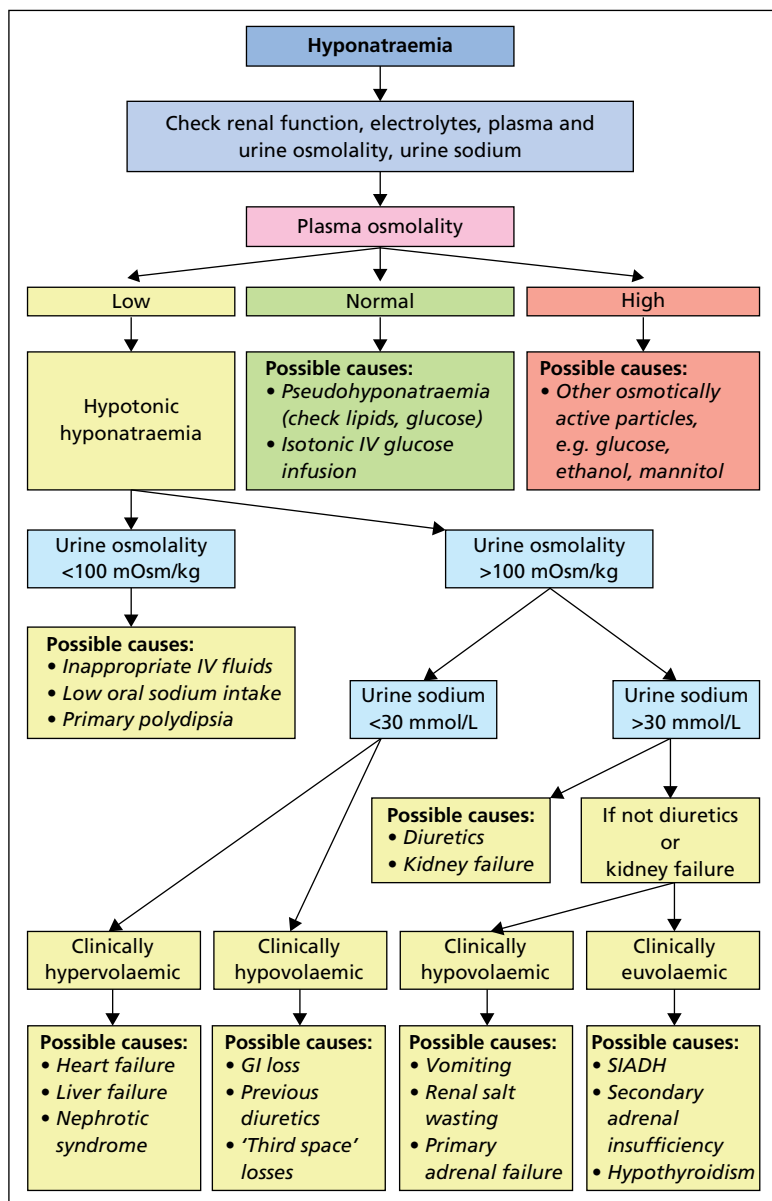 Hyponatraemia
Check renal function, electrolytes, plasma and
urine osmolality, urine sodium
Plasma osmolality
Low
Normal
High
Hypotonic
hyponatraemia
Possible causes:
• Pseudohyponatraemia
(check lipids, glucose)
• Isotonic IV glucose
infusion
Possible causes:
• Other osmotically
active particles,
e.g. glucose,
ethanol, mannitol
Urine osmolality
<100 mOsm/kg
Urine osmolality
>100 mOsm/kg
Possible causes:
• Inappropriate IV fluids
• Low oral sodium intake
• Primary polydipsia
Urine sodium
<30 mmol/L
Urine sodium
>30 mmol/L
Possible causes:
• Diuretics
• Kidney failure
If not diuretics
or
kidney failure
Clinically
hypervolaemic
Clinically
hypovolaemic
Clinically
hypovolaemic
Clinically
euvolaemic
Possible causes:
• Heart failure
• Liver failure
• Nephrotic
syndrome
Possible causes:
• GI loss
• Previous
diuretics
• ‘Third space’
losses
Possible causes:
• Vomiting
• Renal salt
wasting
• Primary
adrenal failure
Possible causes:
• SIADH
• Secondary
adrenal
insufficiency
• Hypothyroidism